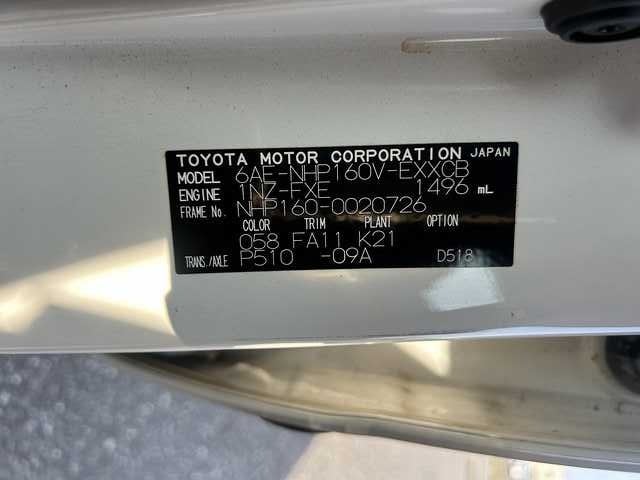 TOYOTA MOTOR CORPORATION JAPAN
MODEL 6AE-NHP160V-EXXCB
ENGINE 1NZ-FXE 1496 mL
FRAME No. NHP160-0020726
COLOR TRIM PLANT OPTION
058 FA11 K21
TRANS./AXLE P510 -09A D518